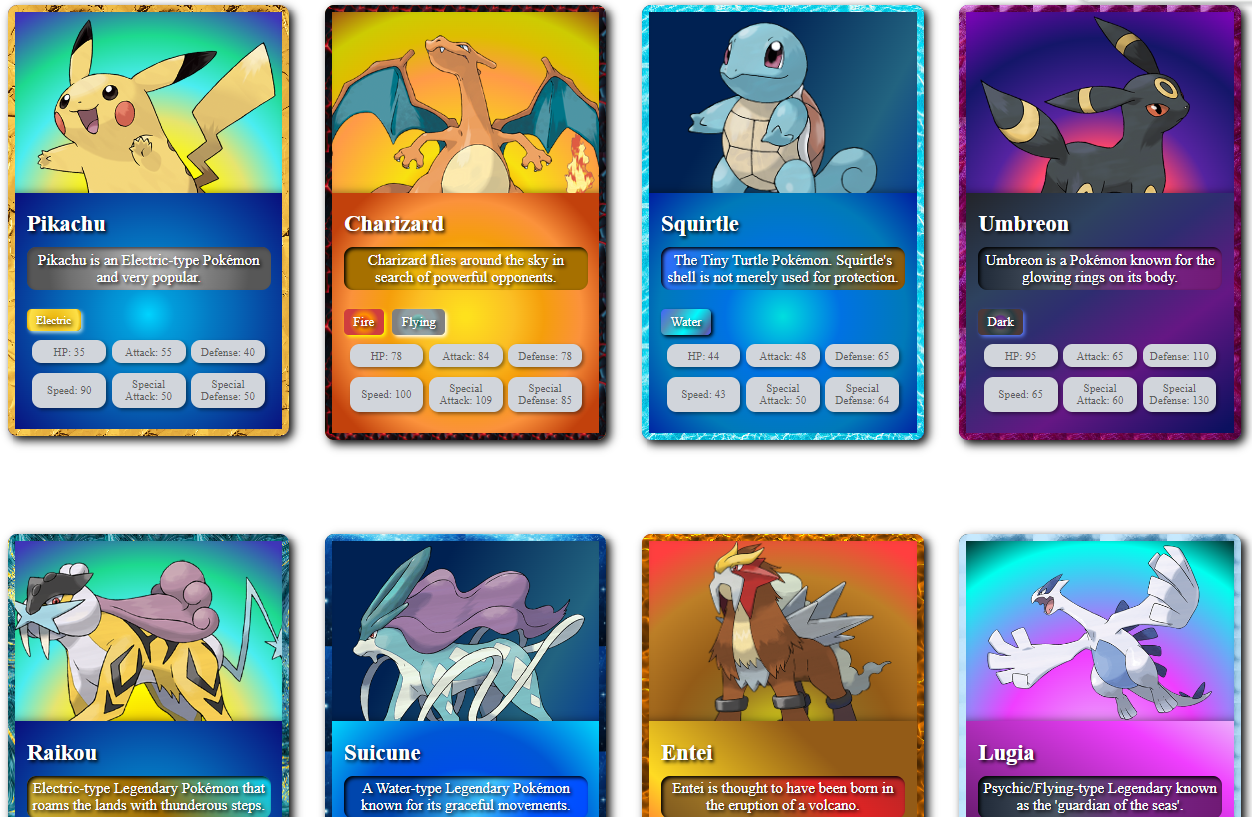 Pikachu
Pikachu is an Electric-type Pokémon
and very popular.
Electric
HP: 35
Attack: 55
Defense: 40
Speed: 90
Special
Attack: 50
Special
Defense: 50
Charizard
Charizard flies around the sky in
search of powerful opponents.
Fire
Flying
HP: 78
Attack: 84
Defense: 78
Speed: 100
Special
Attack: 109
Special
Defense: 85
Squirtle
The Tiny Turtle Pokémon. Squirtle's
shell is not merely used for protection.
Water
HP: 44
Attack: 48
Defense: 65
Speed: 43
Special
Attack: 50
Special
Defense: 64
Umbreon
Umbreon is a Pokémon known for the
glowing rings on its body.
Dark
HP: 95
Attack: 65
Defense: 110
Speed: 65
Special
Attack: 60
Special
Defense: 130
Raikou
Electric-type Legendary Pokémon that
roams the lands with thunderous steps.
Suicune
A Water-type Legendary Pokémon
known for its graceful movements.
Entei
Entei is thought to have been born in
the eruption of a volcano.
Lugia
Psychic/Flying-type Legendary known
as the 'guardian of the seas'.